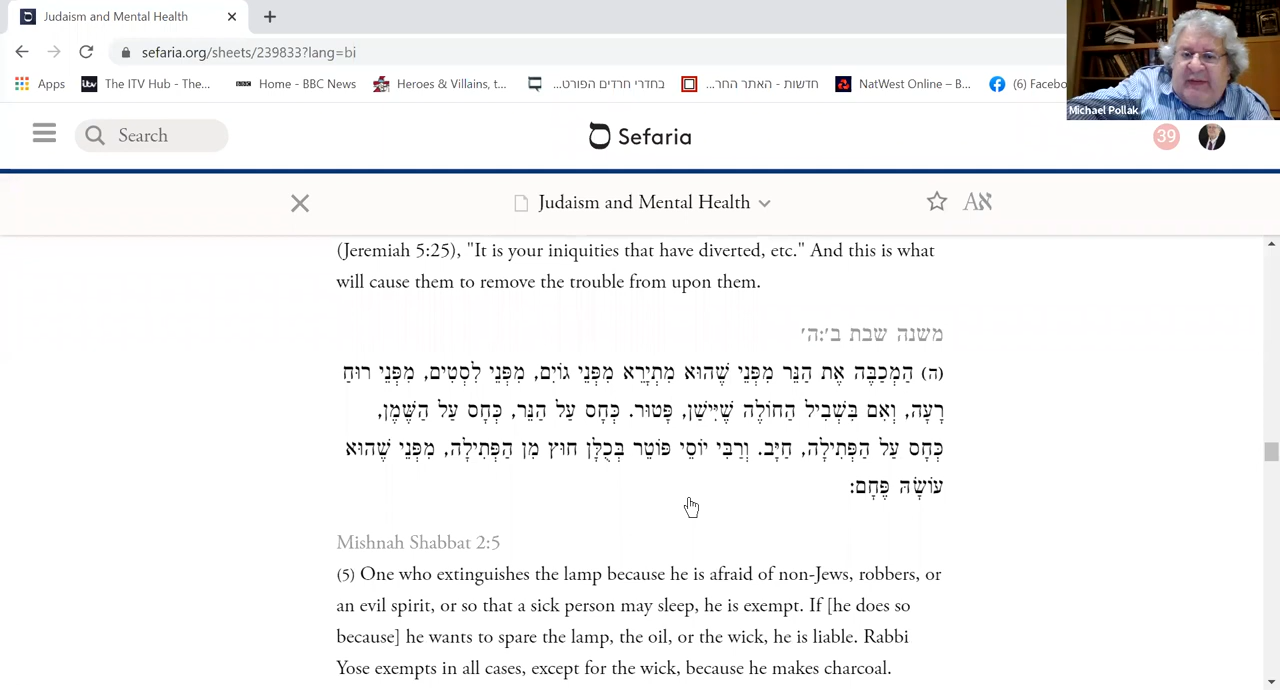 Judaism and Mental Health
sefaria.org/sheets/239833?lang=bi
Apps
The ITV Hub - The...
Home - BBC News
Heroes & Villains, t...
בחדרי חרדים הפורט...
חדשות - האתר החר...
NatWest Online – B...
(6) Facebo
Michael Pollak
Search
Sefaria
39
Judaism and Mental Health
Aא
(Jeremiah 5:25), "It is your iniquities that have diverted, etc." And this is what
will cause them to remove the trouble from upon them.
משנה שבת ב׳:ה׳
(ה) הַמְכַבֶּה אֶת הַנֵּר מִפְּנֵי שֶׁהוּא מִתְיָרֵא מִפְּנֵי גוֹיִם, מִפְּנֵי לִסְטִים, מִפְּנֵי רוּחַ
רָעָה, וְאִם בִּשְׁבִיל הַחוֹלֶה שֶׁיִּישַׁן, פָּטוּר. כְּחָס עַל הַנֵּר, כְּחָס עַל הַשֶּׁמֶן,
כְּחָס עַל הַפְּתִילָה, חַיָּב. וְרַבִּי יוֹסֵי פּוֹטֵר בְּכֻלָּן חוּץ מִן הַפְּתִילָה, מִפְּנֵי שֶׁהוּא
עוֹשָׂהּ פֶּחָם:
Mishnah Shabbat 2:5
(5) One who extinguishes the lamp because he is afraid of non-Jews, robbers, or
an evil spirit, or so that a sick person may sleep, he is exempt. If [he does so
because] he wants to spare the lamp, the oil, or the wick, he is liable. Rabbi
Yose exempts in all cases, except for the wick, because he makes charcoal.